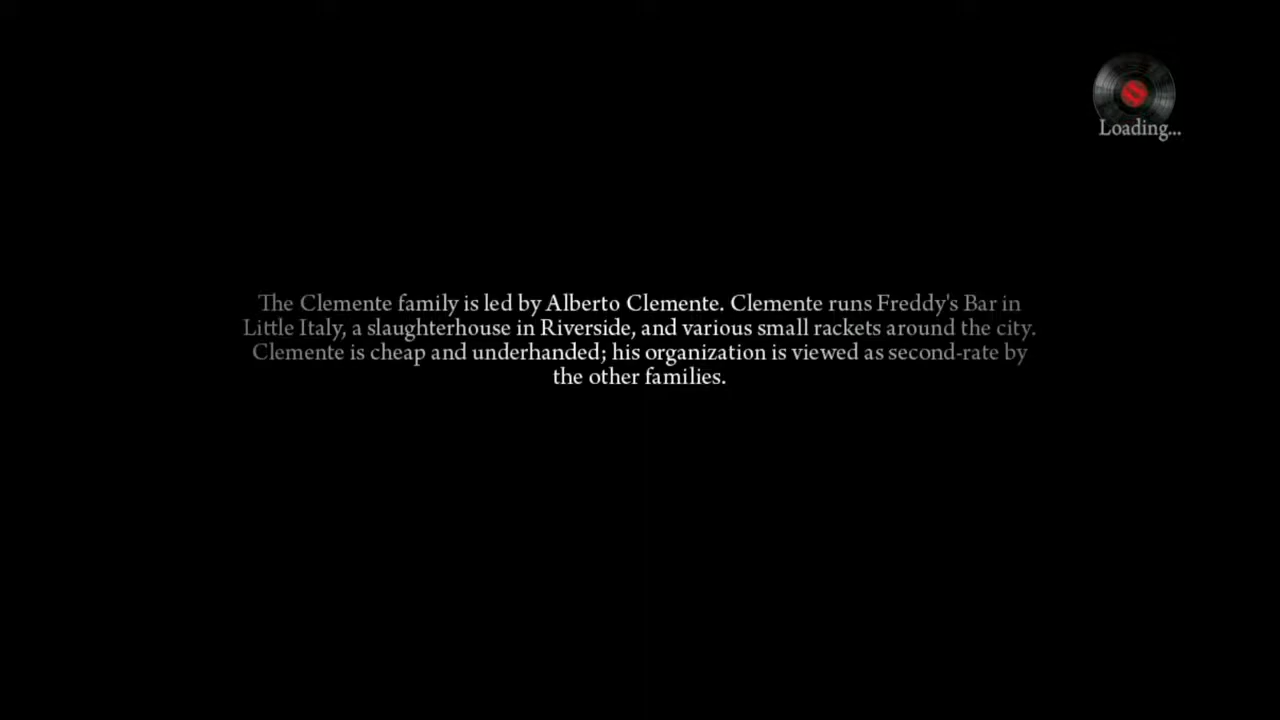 Loading...
The Clemente family is led by Alberto Clemente. Clemente runs Freddy's Bar in
Little Italy, a slaughterhouse in Riverside, and various small rackets around the city.
Clemente is cheap and underhanded; his organization is viewed as second-rate by
the other families.